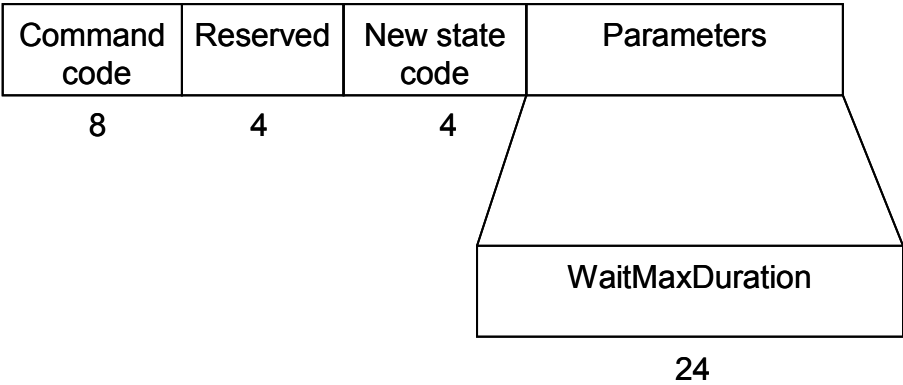 Command
code
Reserved
New state
code
Parameters
8
4
4
WaitMaxDuration
24